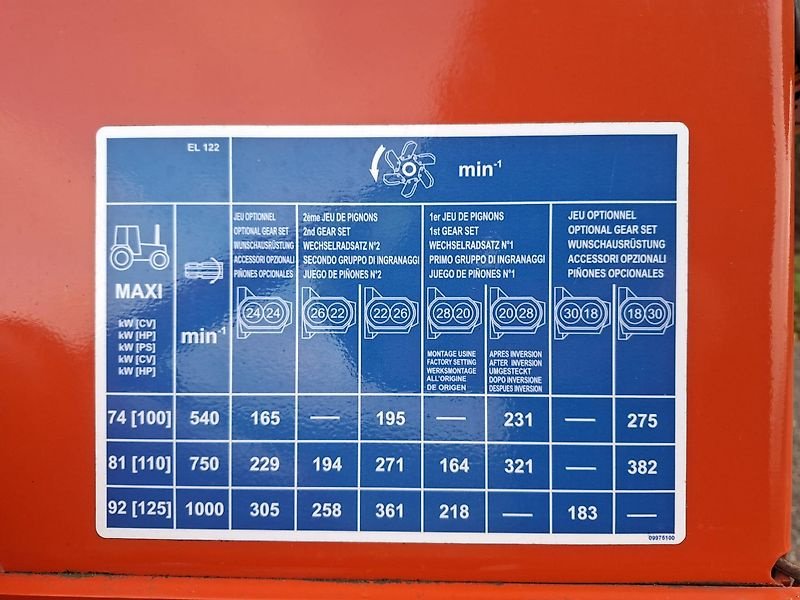 EL 122
min-1
MAXI
kW [CV]
kW [HP]
kW [PS]
kW [CV]
kW [HP]
min-1
JEU OPTIONNEL
OPTIONAL GEAR SET
WUNSCHAUSRÜSTUNG
ACCESSORI OPZIONALI
PIÑONES OPCIONALES
2ème JEU DE PIGNONS
2nd GEAR SET
WECHSELRADSATZ N°2
SECONDO GRUPPO DI INGRANAGGI
JUEGO DE PIÑONES N°2
1er JEU DE PIGNONS
1st GEAR SET
WECHSELRADSATZ N°1
PRIMO GRUPPO DI INGRANAGGI
JUEGO DE PIÑONES N°1
JEU OPTIONEL
OPTIONAL GEAR SET
WUNSCHAUSRÜSTUNG
ACCESSORI OPZIONALI
PIÑONES OPCIONALES
24 24 26 22 22 26 28 20 20 28 30 18 18 30
MONTAGE USINE
FACTORY SETTING
WERKSMONTAGE
ALL'ORIGINE
DE ORIGEN
APRES INVERSION
AFTER INVERSION
UMGESTECKT
DOPO INVERSIONE
DESPUES INVERSION
74 [100] 540 165 — 195 — 231 — 275
81 [110] 750 229 194 271 164 321 — 382
92 [125] 1000 305 258 361 218 — 183 —
09975100